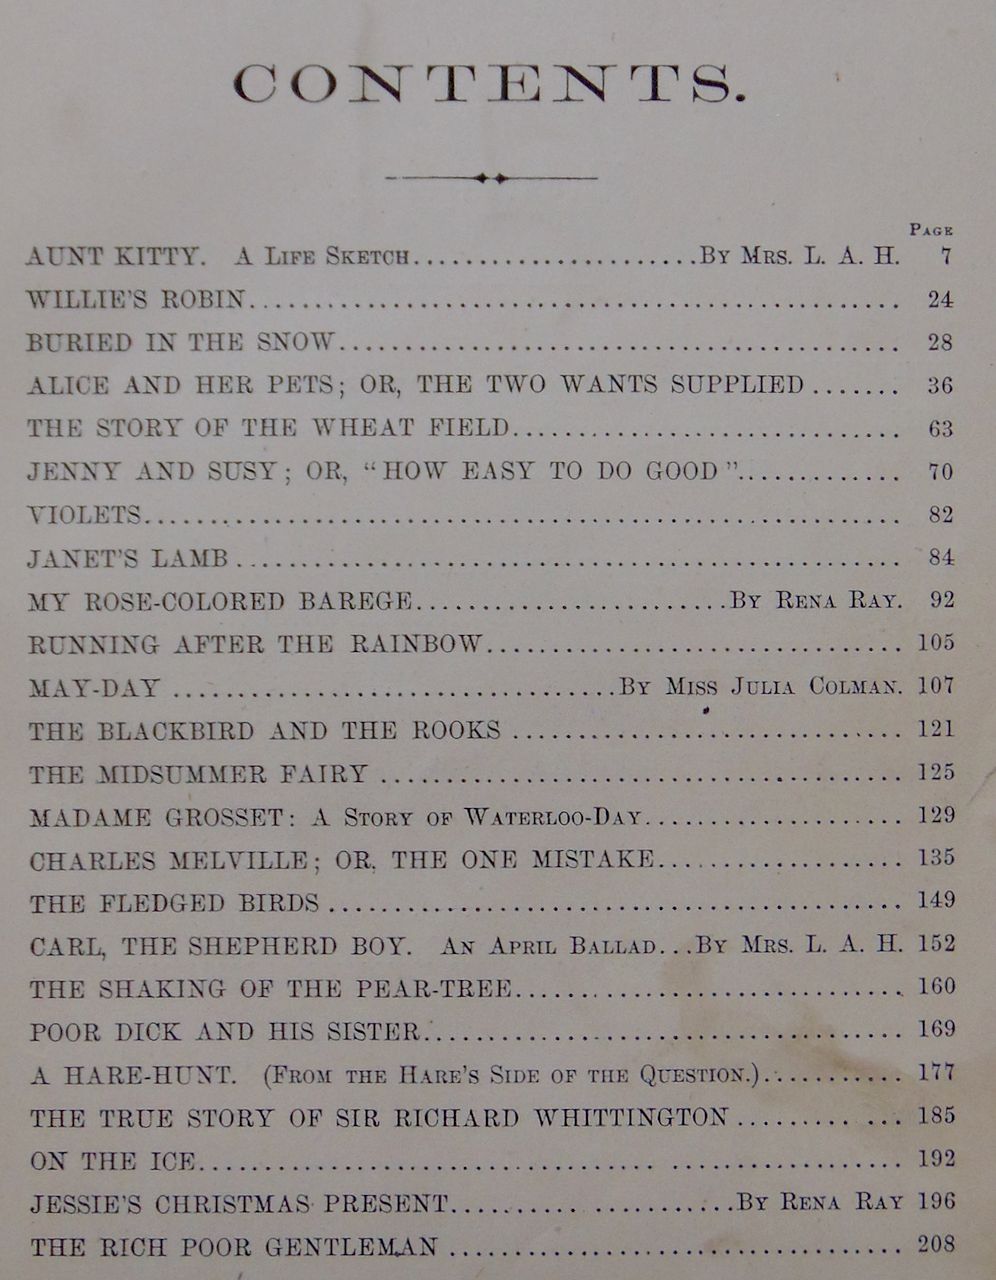 CONTENTS.
PAGE
AUNT KITTY. A LIFE SKETCH......................BY MRS. L. A. H. 7
WILLIE'S ROBIN.................................................. 24
BURIED IN THE SNOW........................................... 28
ALICE AND HER PETS; OR, THE TWO WANTS SUPPLIED....... 36
THE STORY OF THE WHEAT FIELD.............................. 63
JENNY AND SUSY; OR, "HOW EASY TO DO GOOD"............. 70
VIOLETS.......................................................... 82
JANET'S LAMB................................................... 84
MY ROSE-COLORED BAREGE........................BY RENA RAY. 92
RUNNING AFTER THE RAINBOW................................ 105
MAY-DAY..................................BY MISS JULIA COLMAN. 107
THE BLACKBIRD AND THE ROOKS.............................. 121
THE MIDSUMMER FAIRY........................................ 125
MADAME GROSSET: A STORY OF WATERLOO-DAY.................... 129
CHARLES MELVILLE; OR, THE ONE MISTAKE................... 135
THE FLEDGED BIRDS............................................ 149
CARL, THE SHEPHERD BOY. AN APRIL BALLAD...BY MRS. L. A. H. 152
THE SHAKING OF THE PEAR-TREE.............................. 160
POOR DICK AND HIS SISTER..................................... 169
A HARE-HUNT. (FROM THE HARE'S SIDE OF THE QUESTION.)........... 177
THE TRUE STORY OF SIR RICHARD WHITTINGTON............. 185
ON THE ICE...................................................... 192
JESSIE'S CHRISTMAS PRESENT......................BY RENA RAY 196
THE RICH POOR GENTLEMAN................................... 208